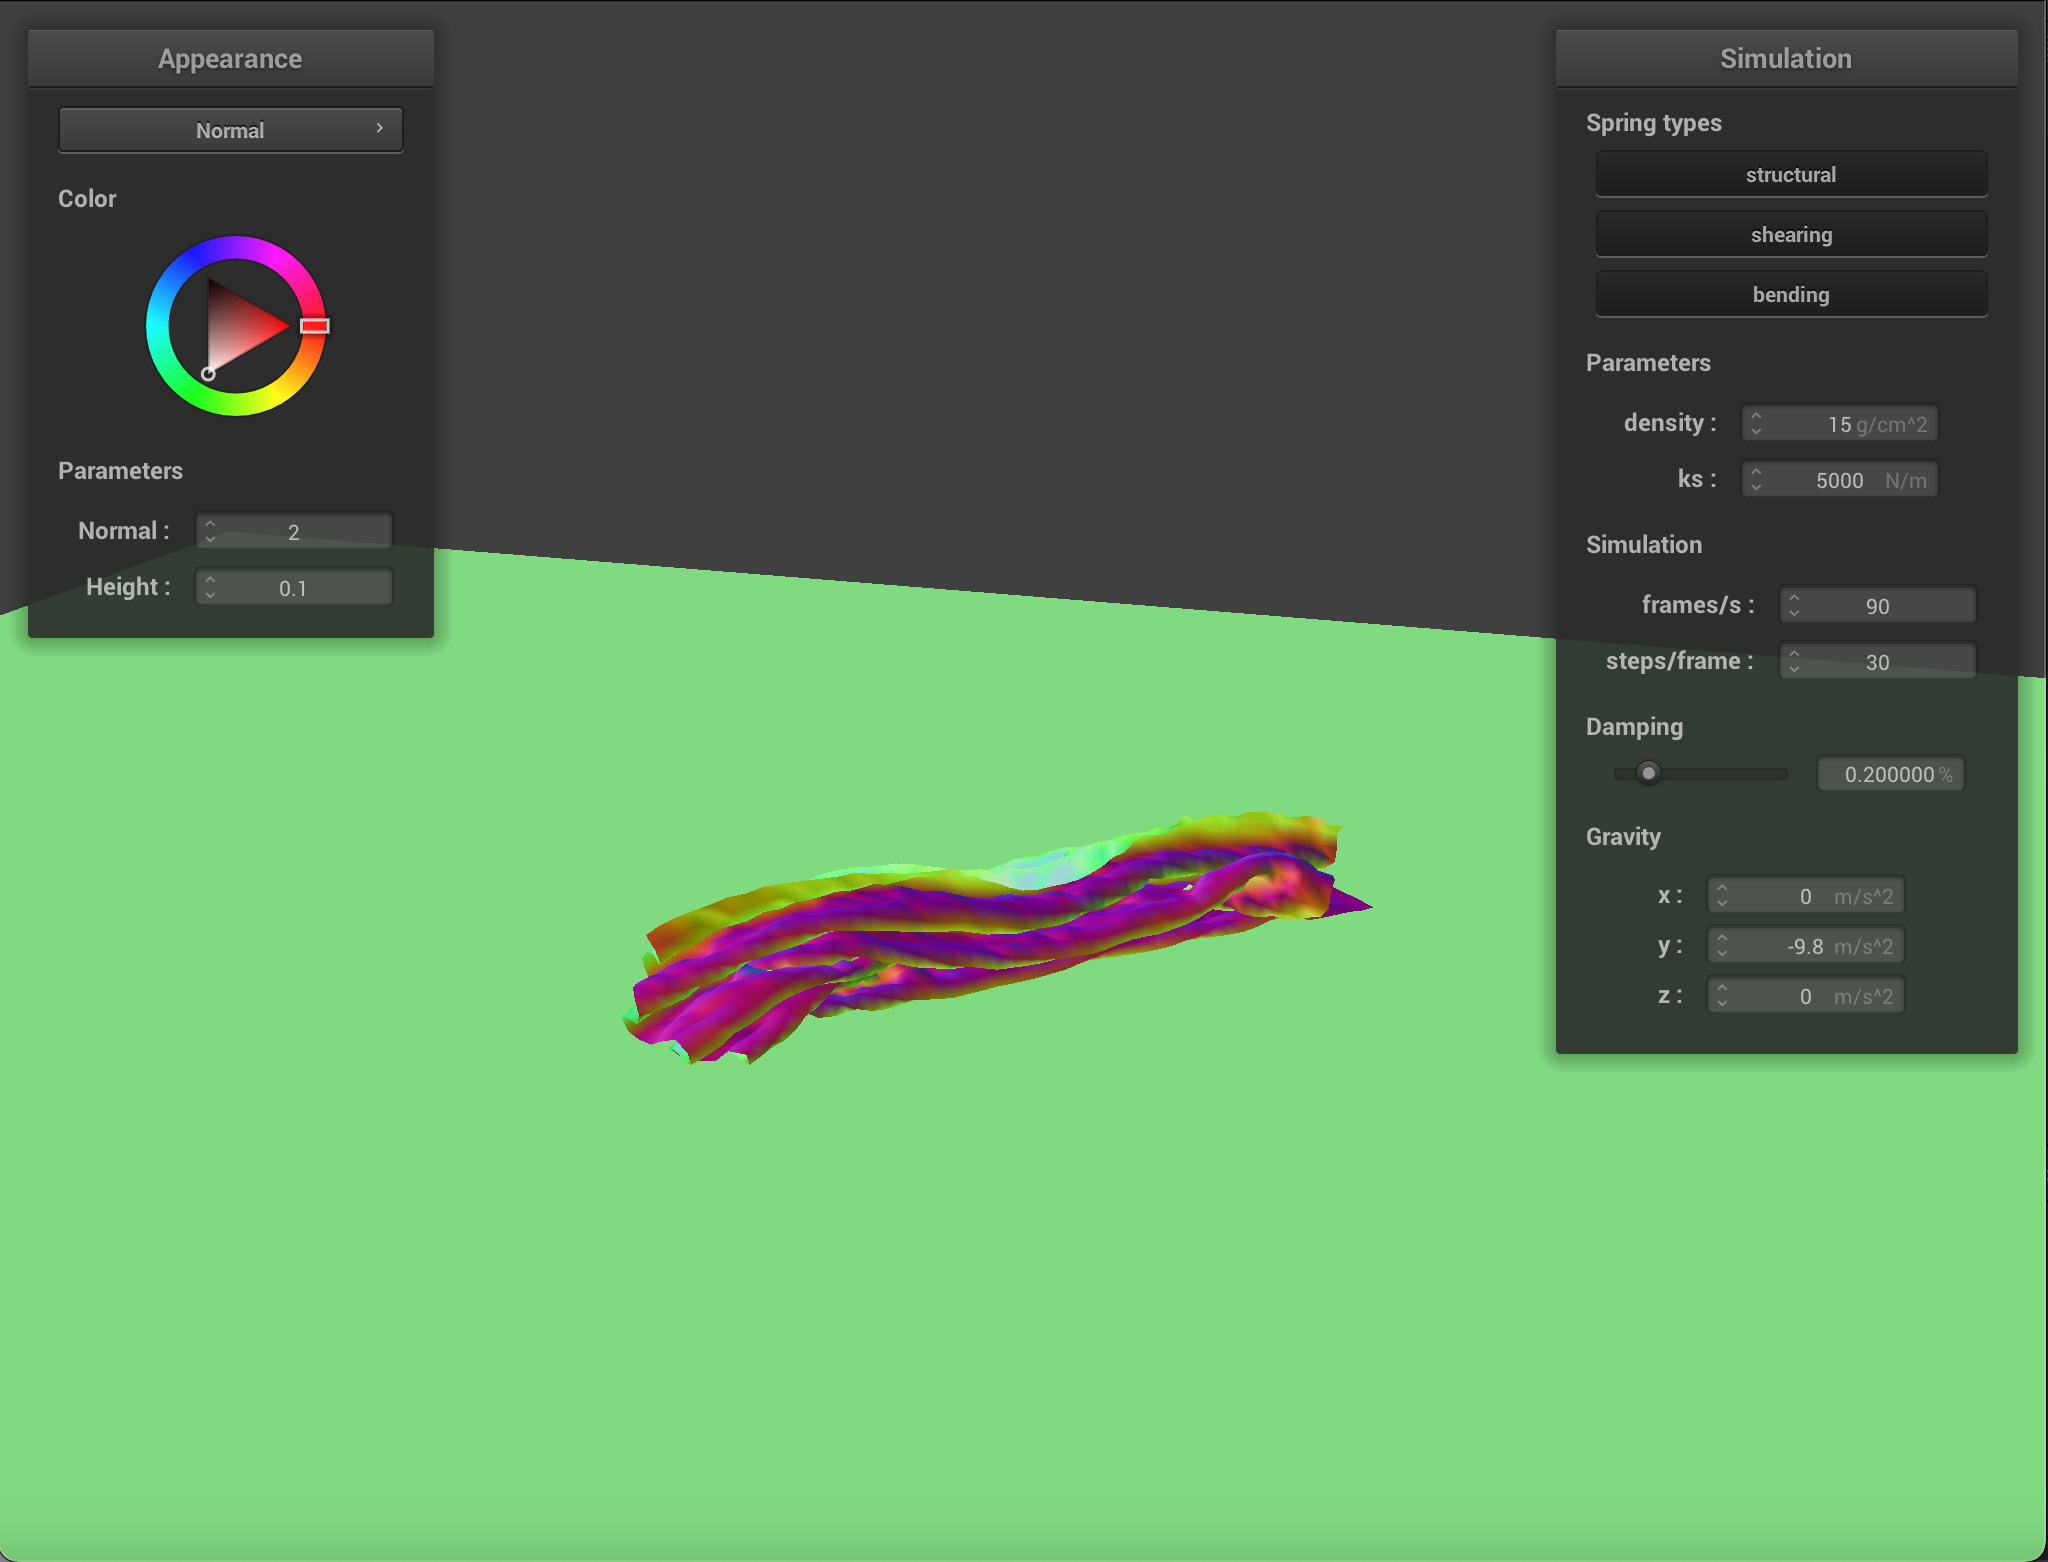 Appearance
Normal
Color
Parameters
Normal : 2
Height : 0.1
Simulation
Spring types
structural
shearing
bending
Parameters
density : 15 g/cm^2
ks : 5000 N/m
Simulation
frames/s : 90
steps/frame : 30
Damping
0.200000 %
Gravity
x : 0 m/s^2
y : -9.8 m/s^2
z : 0 m/s^2